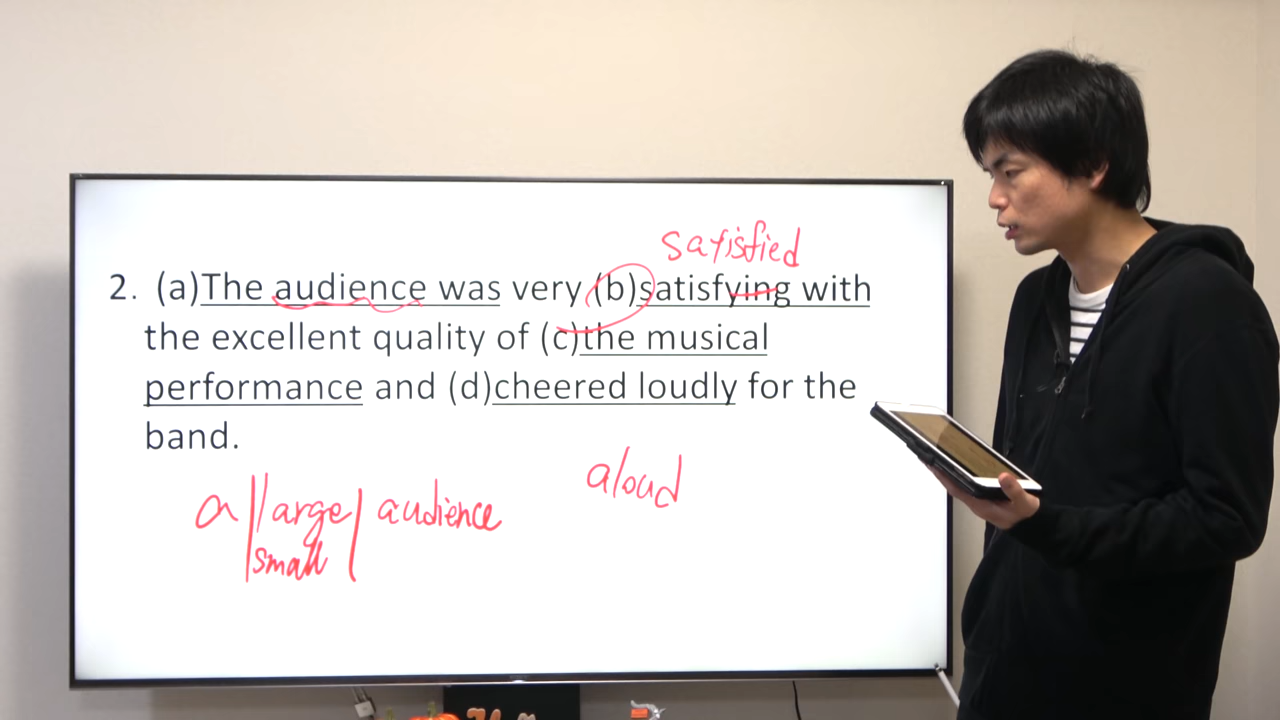 satisfied
2. (a)The audience was very (b)satisfying with
the excellent quality of (c)the musical
performance and (d)cheered loudly for the
band.
aloud
a large audience
small